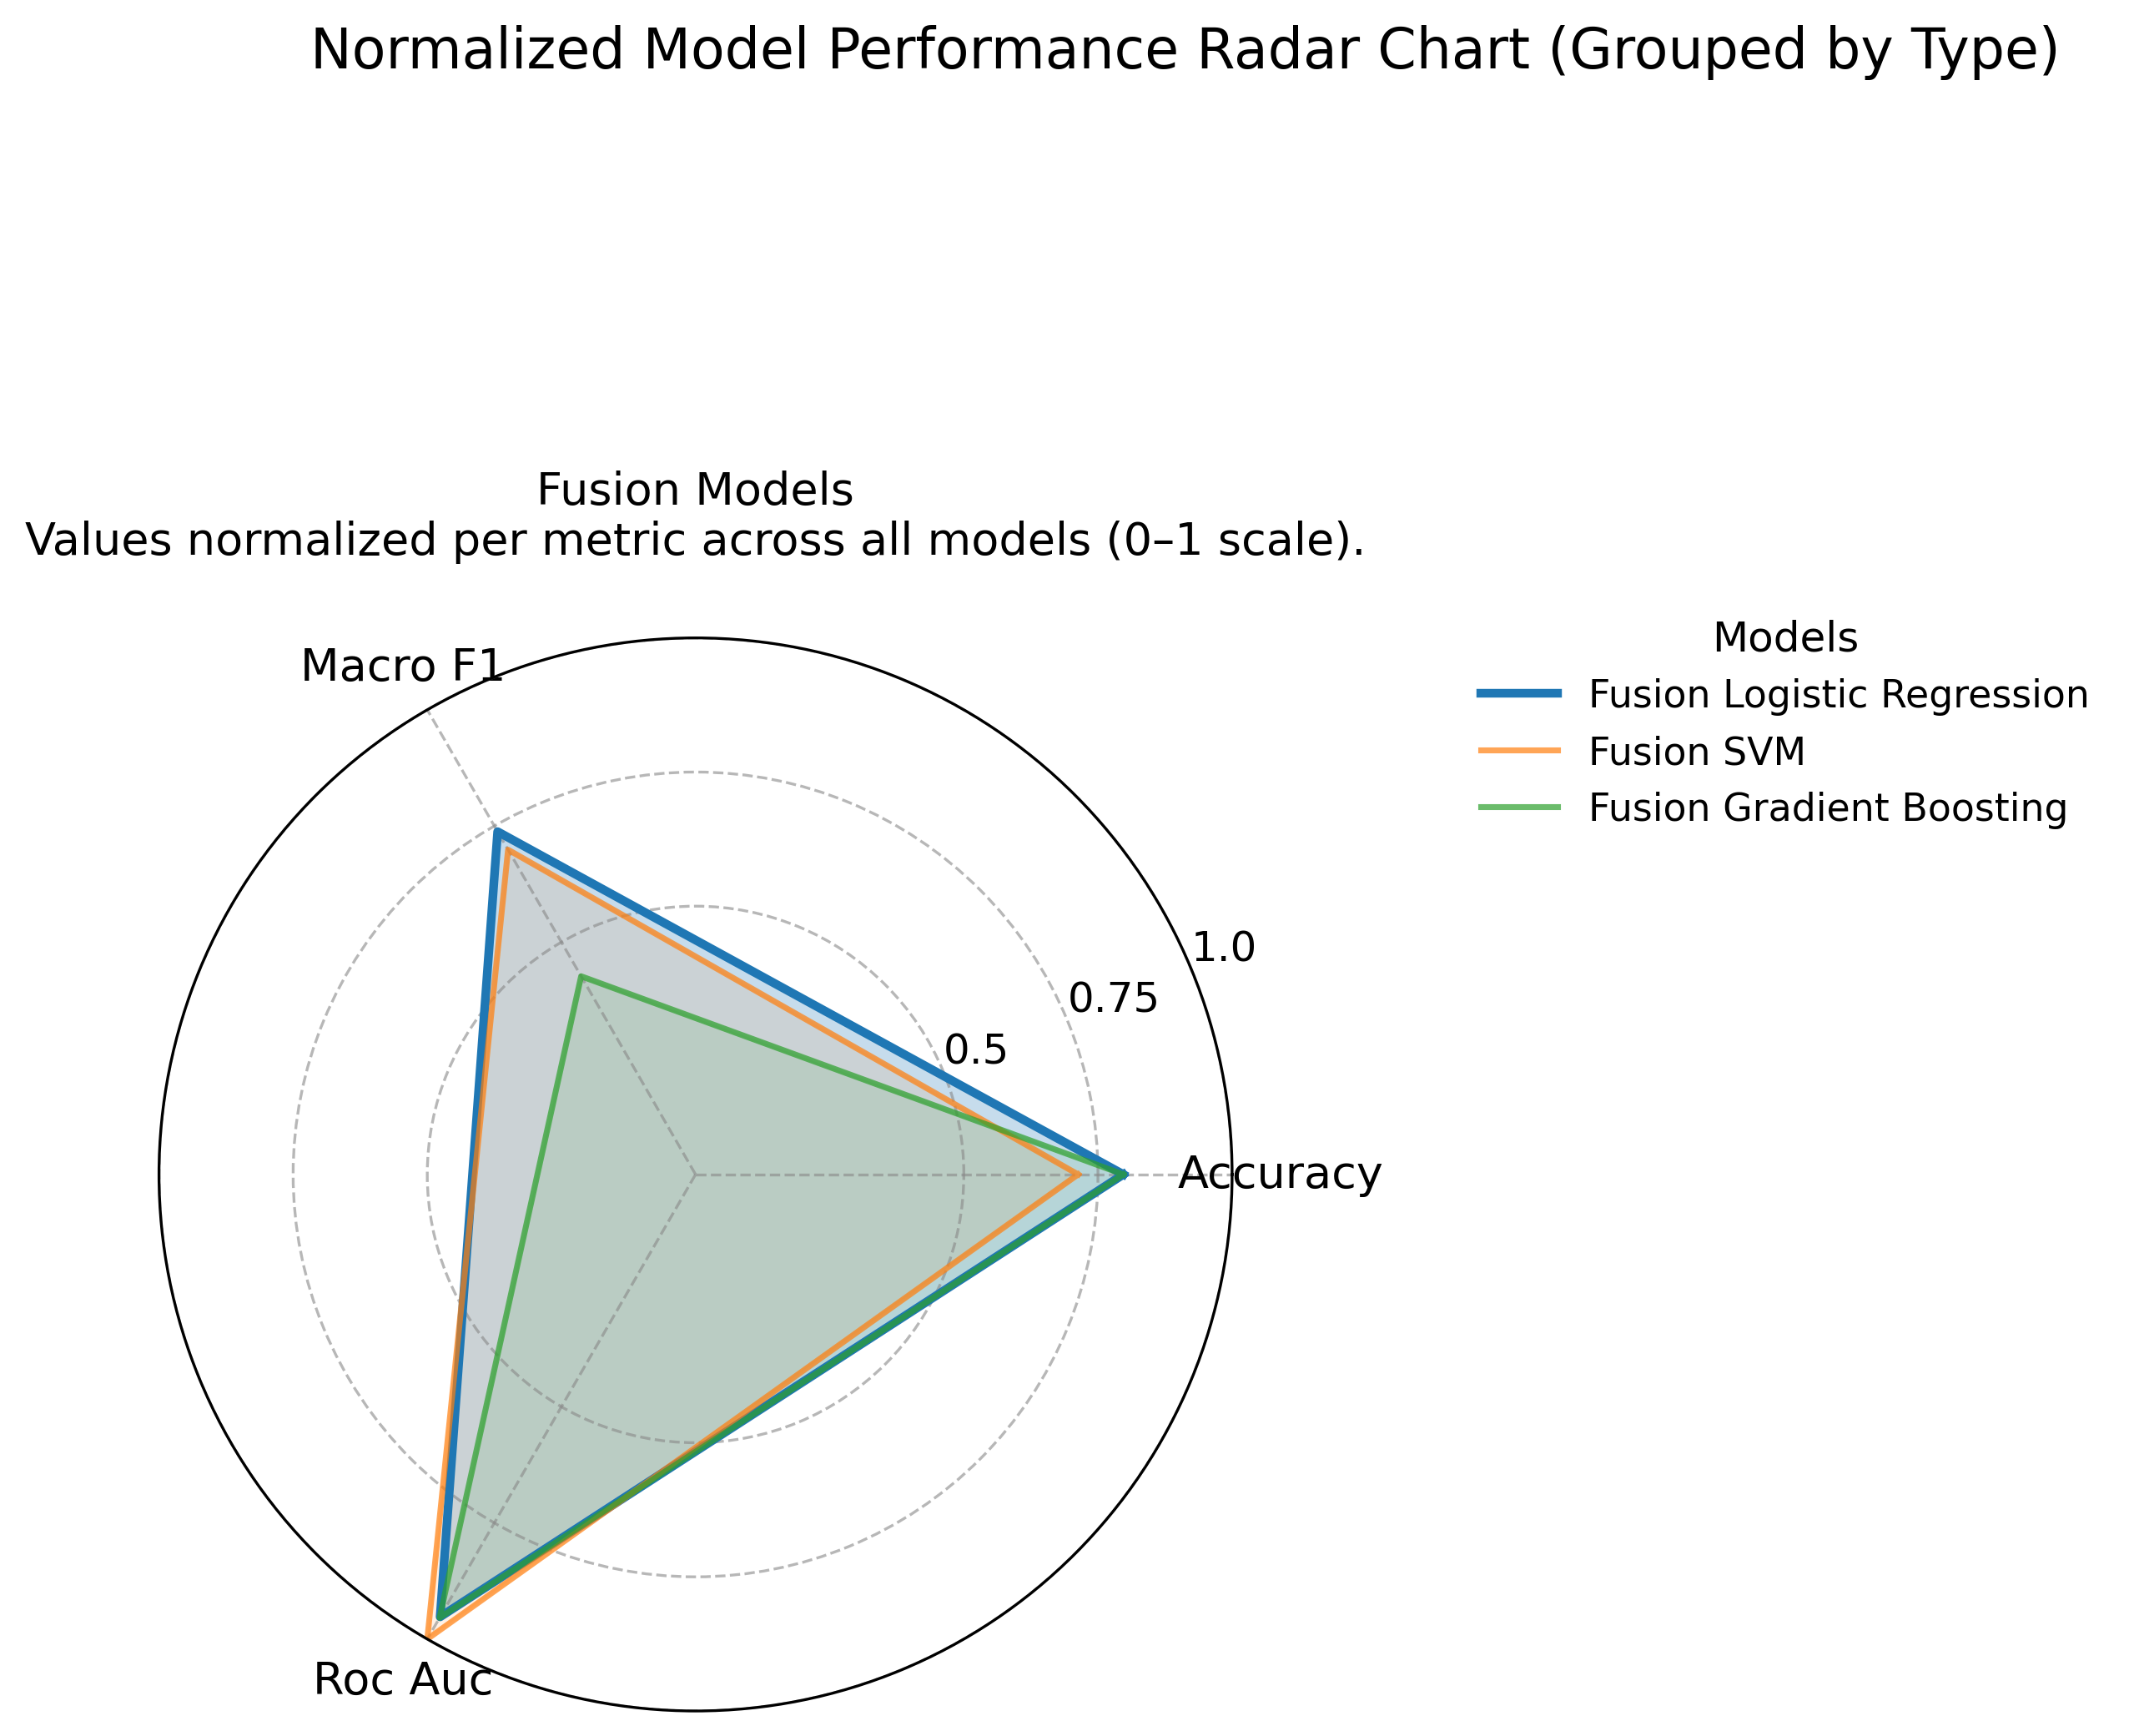 Normalized Model Performance Radar Chart (Grouped by Type)
Fusion Models
Values normalized per metric across all models (0–1 scale).
Models
Fusion Logistic Regression
Fusion SVM
Fusion Gradient Boosting
Macro F1
1.0
0.75
0.5
Accuracy
Roc Auc